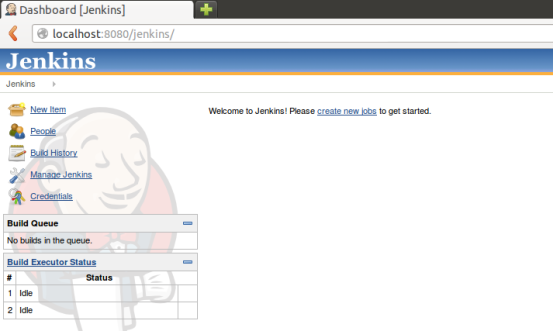 Dashboard [Jenkins]
localhost:8080/jenkins/
Jenkins
Jenkins
New Item
People
Build History
Manage Jenkins
Credentials
Welcome to Jenkins! Please create new jobs to get started.
Build Queue
No builds in the queue.
Build Executor Status
# Status
1 Idle
2 Idle